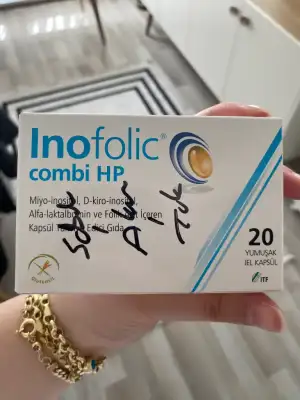 Inofolic®
combi HP
Miyo-inositol, D-kiro-inositol,
Alfa-laktalbumin ve Folik Asit İçeren
Kapsül Takviye Edici Gıda
20
YUMUŞAK
JEL KAPSÜL
Glutensiz
ITF